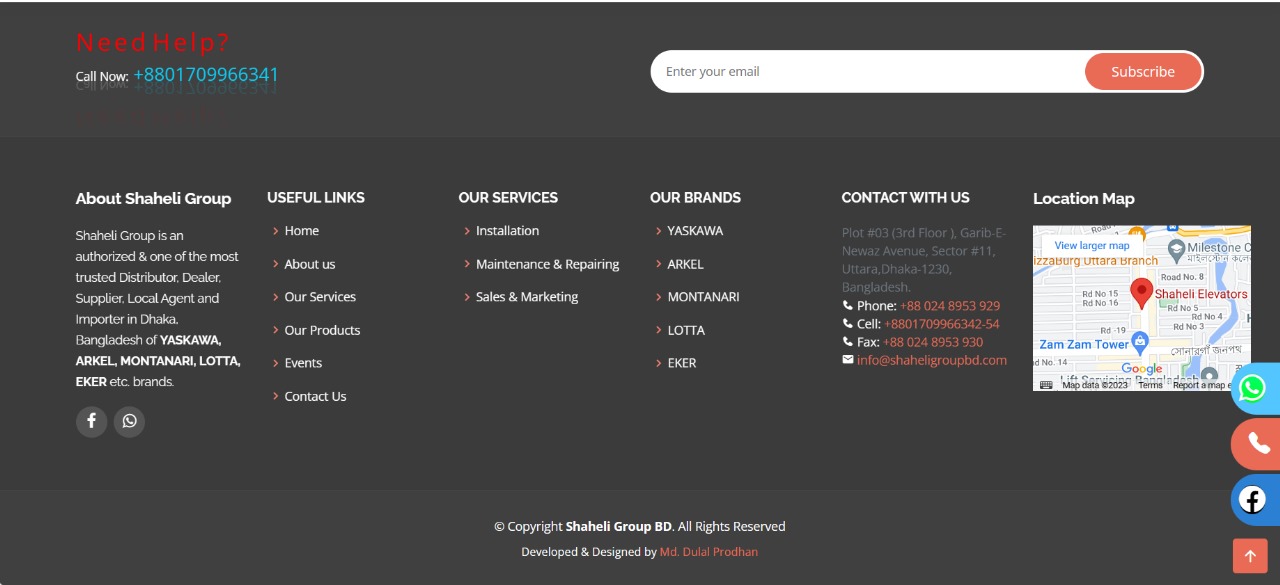 Need Help?
Call Now: +8801709966341
Enter your email
Subscribe
About Shaheli Group
Shaheli Group is an
authorized & one of the most
trusted Distributor, Dealer,
Supplier, Local Agent and
Importer in Dhaka,
Bangladesh of YASKAWA,
ARKEL, MONTANARI, LOTTA,
EKER etc. brands.
USEFUL LINKS
Home
About us
Our Services
Our Products
Events
Contact Us
OUR SERVICES
Installation
Maintenance & Repairing
Sales & Marketing
OUR BRANDS
YASKAWA
ARKEL
MONTANARI
LOTTA
EKER
CONTACT WITH US
Plot #03 (3rd Floor ), Garib-E-
Newaz Avenue, Sector #11,
Uttara,Dhaka-1230,
Bangladesh.
Phone: +88 024 8953 929
Cell: +8801709966342-54
Fax: +88 024 8953 930
info@shaheligroupbd.com
Location Map
View larger map
Milestone C
মাইলস্টোন কলে
izzaBurg Uttara Branch
Road No. 8
Rd No 15
Rd No 16
Shaheli Elevators
Rd No 5
Rd No 4
Rd No 3
Rd -19
Zam Zam Tower
সোনারগাঁ জনপথ
d No. 14
Google
Lift Servicing Bangladesh
Map data ©2023 Terms Report a map e
© Copyright Shaheli Group BD. All Rights Reserved
Developed & Designed by Md. Dulal Prodhan